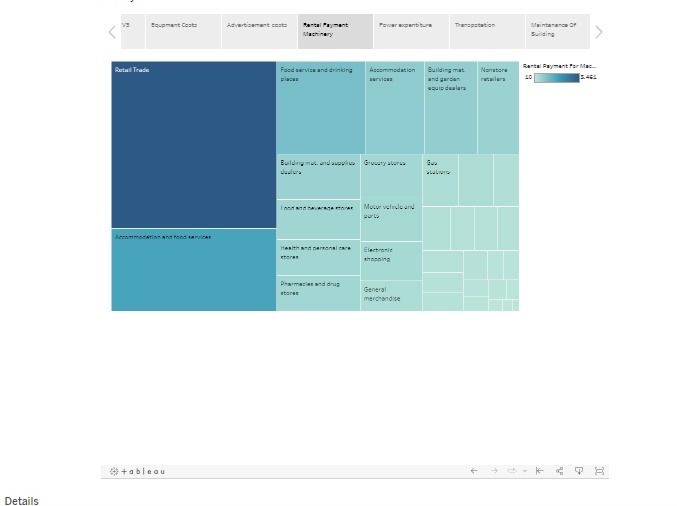 VS
Equipment Costs
Advertisement costs
Rental Payment
Machinery
Power expentiture
Transpotation
Maintanance Of
Building
Retail Trade
Food service and drinking
places
Accommodation
services
Building mat.
and garden
equip dealers
Nonstore
retailers
Rental Payment For Mac...
10
5,461
Building mat. and supplies
dealers
Grocery stores
Gas
stations
Food and beverage stores
Motor vehicle and
parts
Accommodation and food services
Health and personal care
stores
Electronic
shopping
Pharmacies and drug
stores
General
merchandise
+ableau
Details